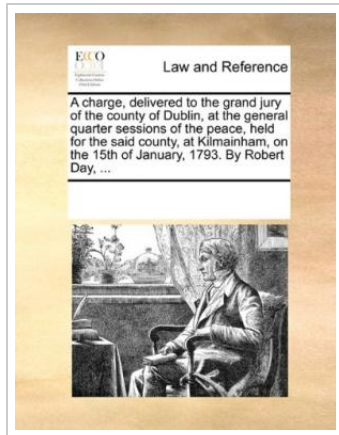 ECCO
Law and Reference
A charge, delivered to the grand jury
of the county of Dublin, at the general
quarter sessions of the peace, held
for the said county, at Kilmainham, on
the 15th of January, 1793. By Robert
Day, ...